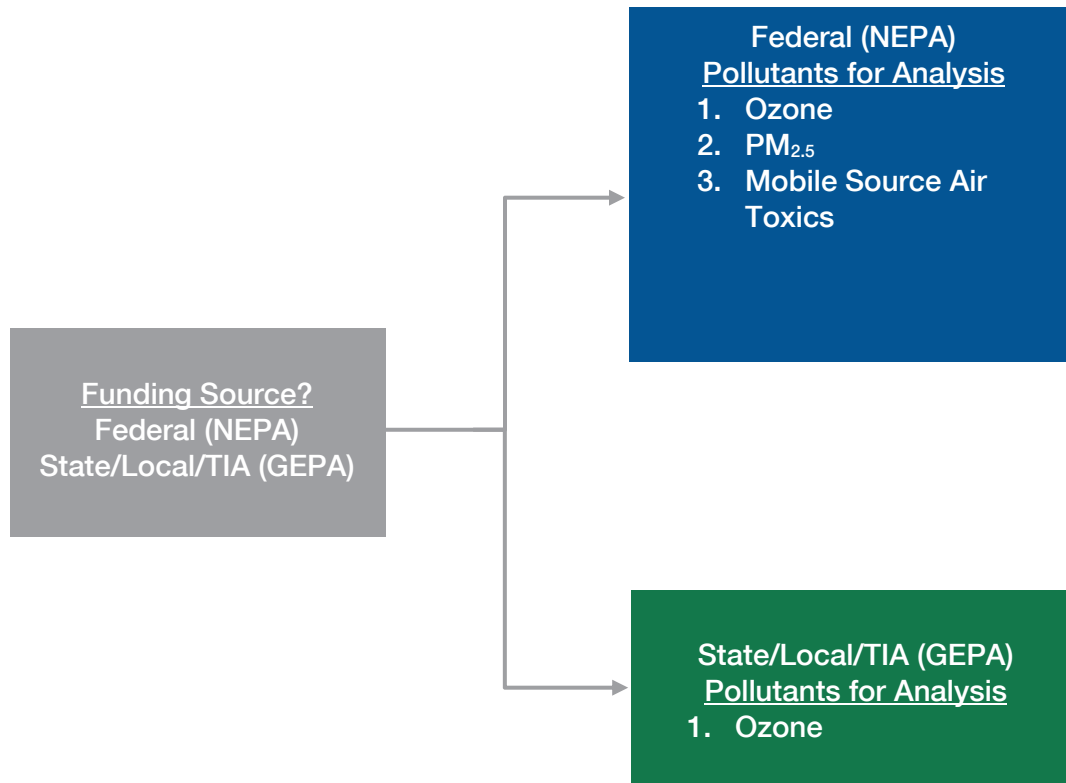 Federal (NEPA)
Pollutants for Analysis
1. Ozone
2. PM2.5
3. Mobile Source Air
Toxics
Funding Source?
Federal (NEPA)
State/Local/TIA (GEPA)
State/Local/TIA (GEPA)
Pollutants for Analysis
1. Ozone